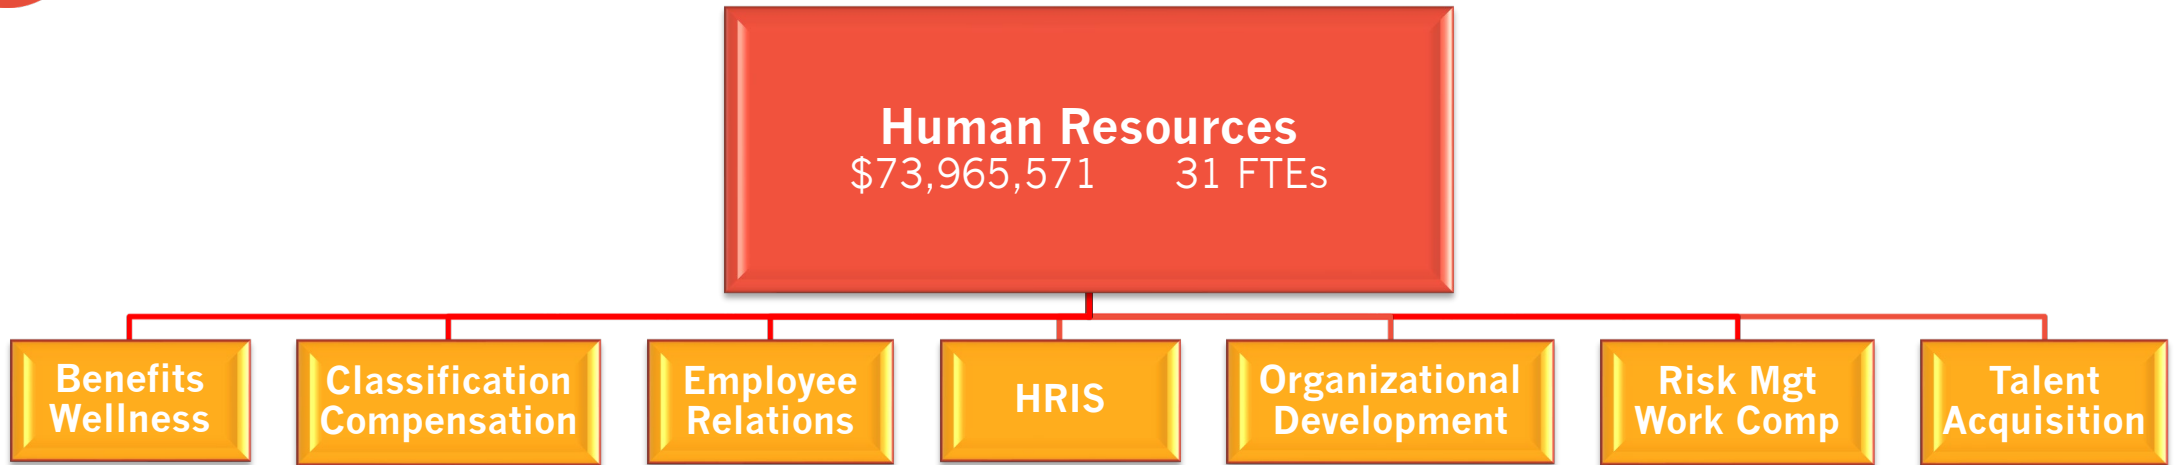 Human Resources
$73,965,571 31 FTEs
Benefits
Wellness
Classification
Compensation
Employee
Relations
HRIS
Organizational
Development
Risk Mgt
Work Comp
Talent
Acquisition